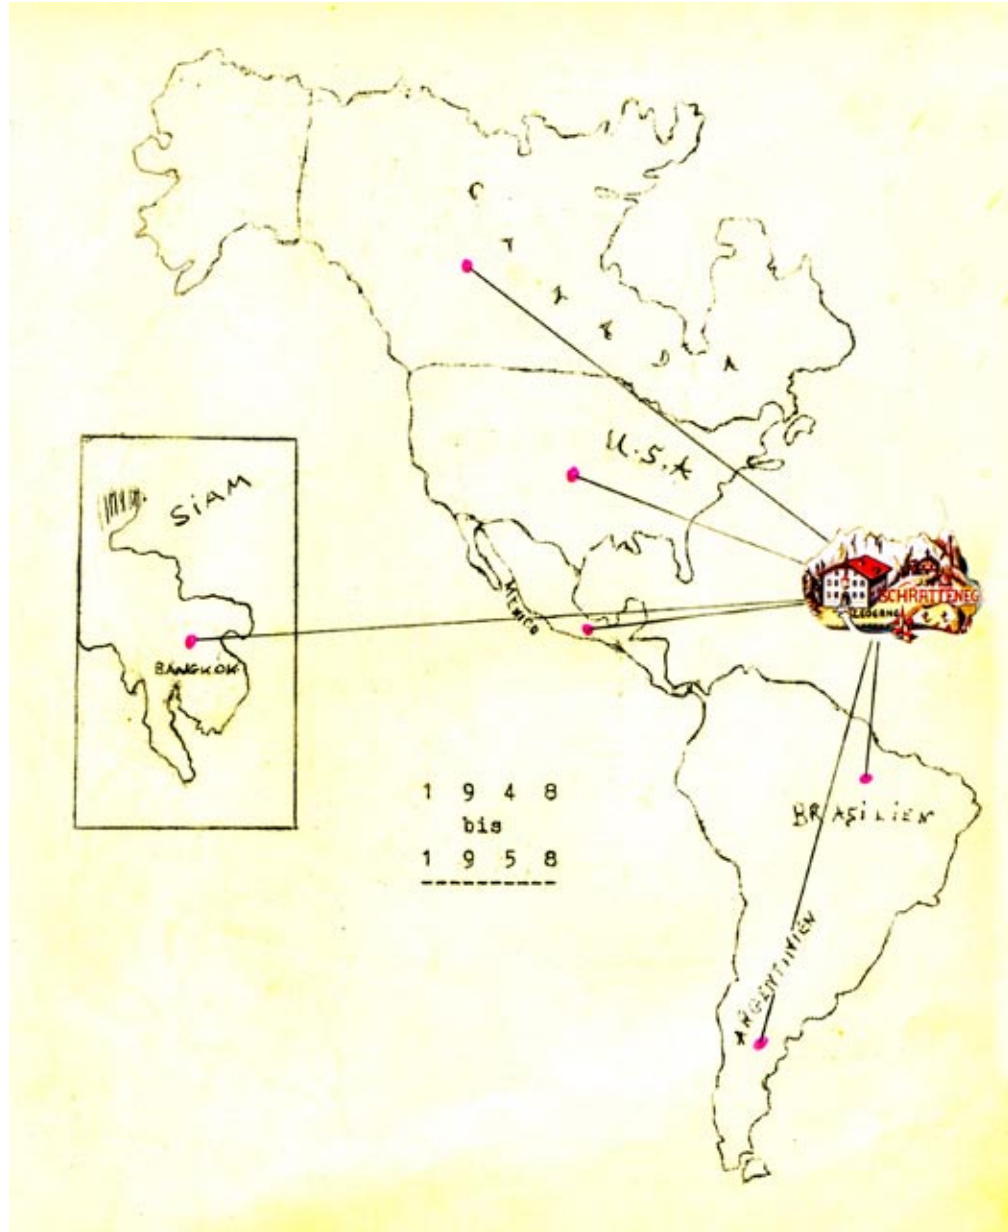 CANADA
U.S.A
SIAM
SCHRATTENEG
MEXICO
BANGKOK
1 9 4 8
bis
1 9 5 8
BRASILIEN
ARGENTINIEN